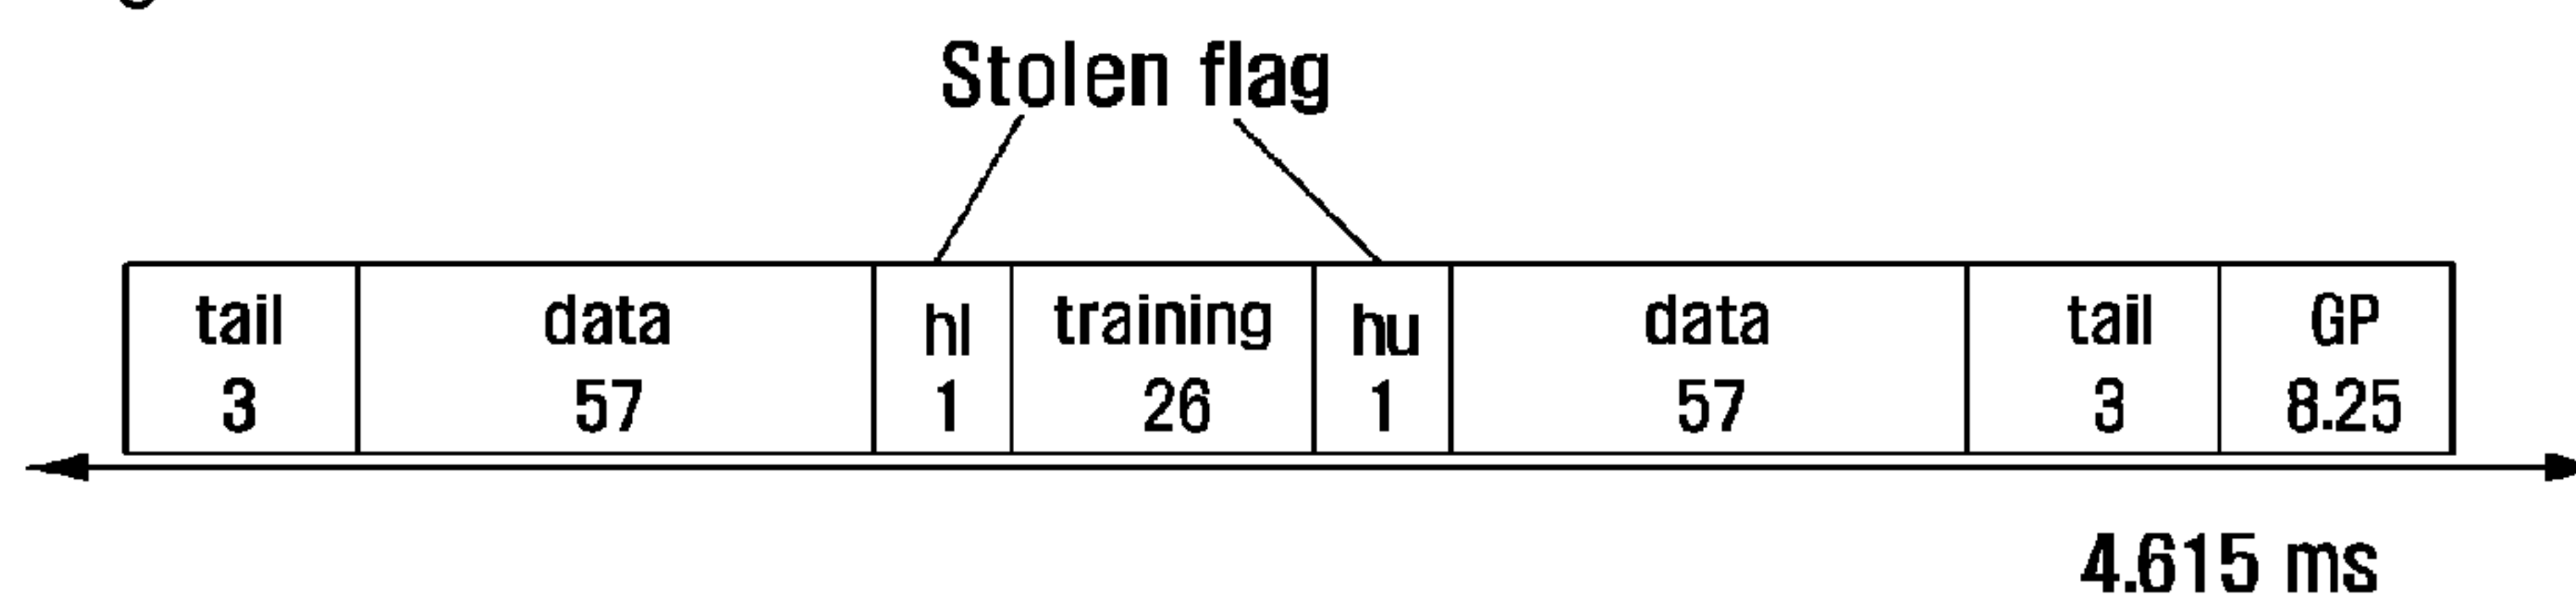 Stolen flag
tail data hl training hu data tail GP
3 57 1 26 1 57 3 8.25
4.615 ms